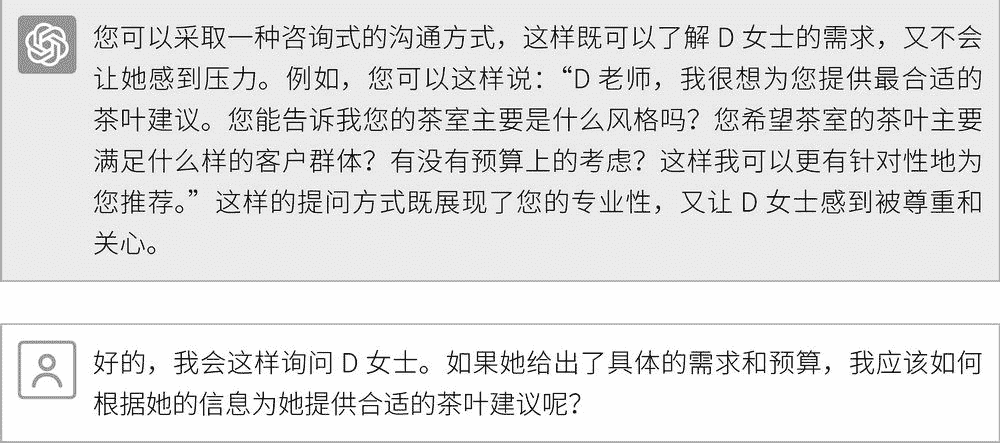 您可以采取一种咨询式的沟通方式，这样既可以了解 D 女士的需求，又不会
让她感到压力。例如，您可以这样说：“D 老师，我很想为您提供最合适的
茶叶建议。您能告诉我您的茶室主要是什么风格吗？您希望茶室的茶叶主要
满足什么样的客户群体？有没有预算上的考虑？这样我可以更有针对性地为
您推荐。”这样的提问方式既展现了您的专业性，又让 D 女士感到被尊重和
关心。
好的，我会这样询问 D 女士。如果她给出了具体的需求和预算，我应该如何
根据她的信息为她提供合适的茶叶建议呢？